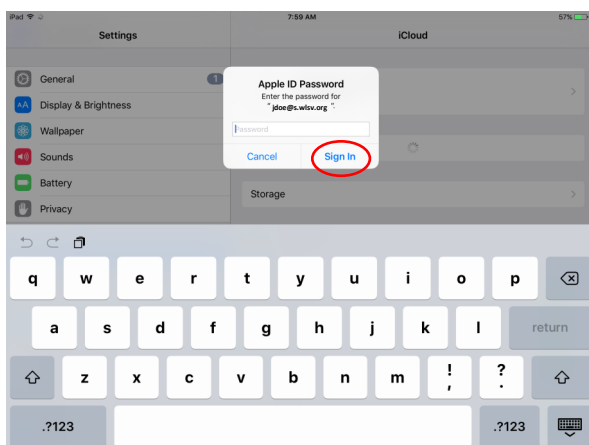 iPad 7:59 AM 57%
Settings iCloud
General 1
Display & Brightness
Wallpaper
Sounds
Battery
Privacy
Apple ID Password
Enter the password for
"jdoe@s.wlsv.org ".
Password
Cancel Sign In
Storage
q w e r t y u i o p
a s d f g h j k l return
z x c v b n m ! , ? .
.?123 .?123